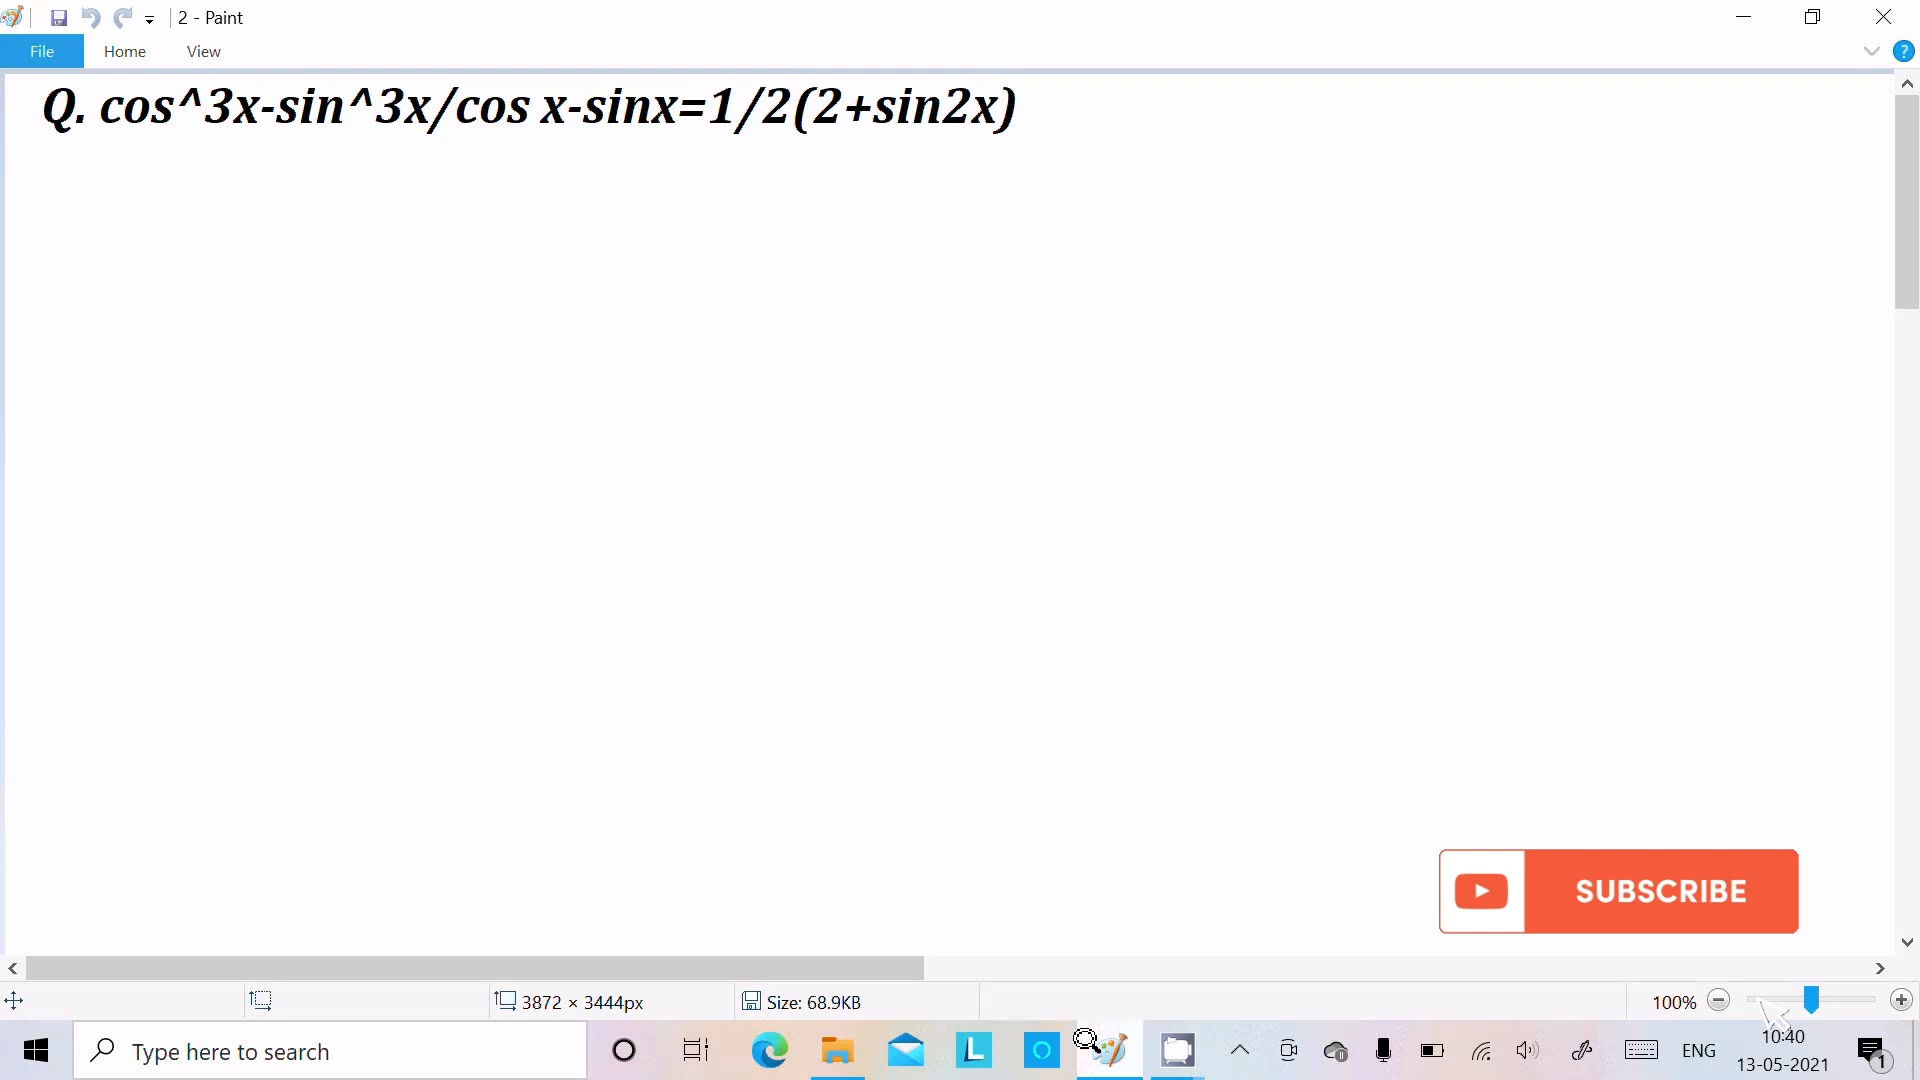 2 - Paint
File Home View
Q. cos^3x-sin^3x/cos x-sinx=1/2(2+sin2x)
SUBSCRIBE
3872 × 3444px Size: 68.9KB 100%
Type here to search
ENG
10:40
13-05-2021
1